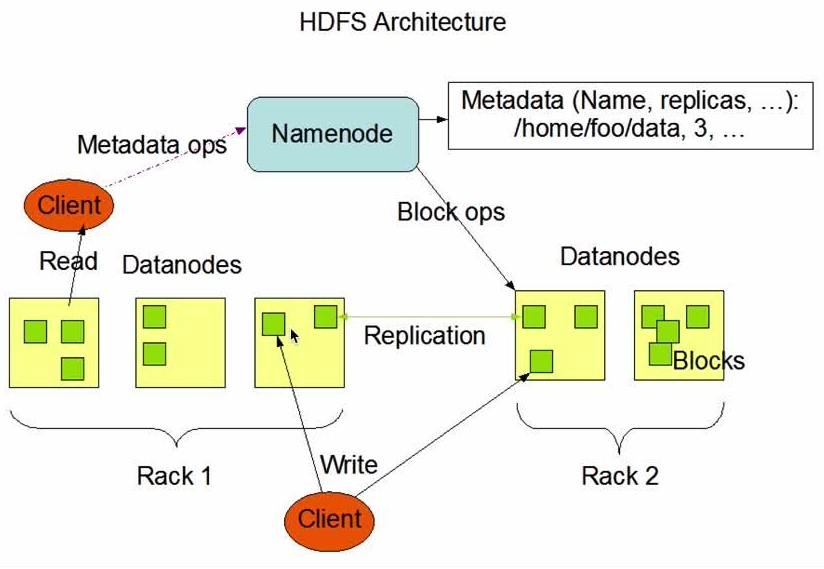 HDFS Architecture
Metadata (Name, replicas, …):
/home/foo/data, 3, …
Namenode
Metadata ops
Client
Block ops
Read
Datanodes
Datanodes
Replication
Blocks
Rack 1
Write
Rack 2
Client